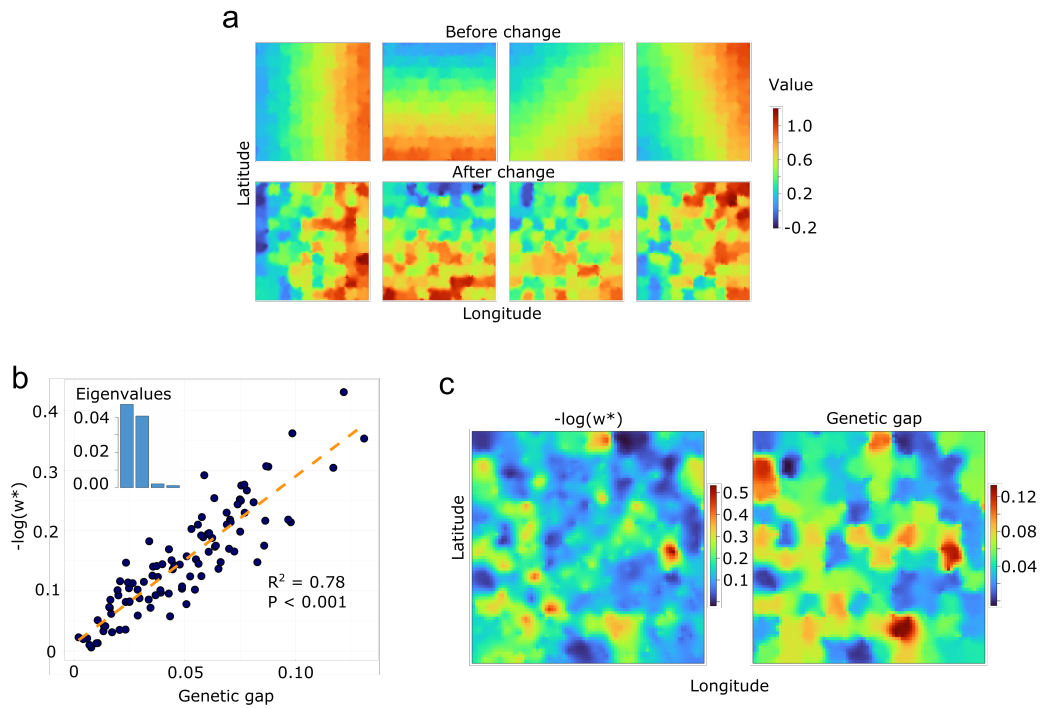 a
Before change
After change
Latitude
Longitude
Value
1.0
0.6
0.2
-0.2
b
Eigenvalues
0.04
0.02
0.00
0.4
0.3
0.2
0.1
0
-log(w*)
R² = 0.78
P < 0.001
0 0.05 0.10
Genetic gap
c
-log(w*) Genetic gap
Latitude
0.5
0.4
0.3
0.2
0.1
0.12
0.08
0.04
Longitude